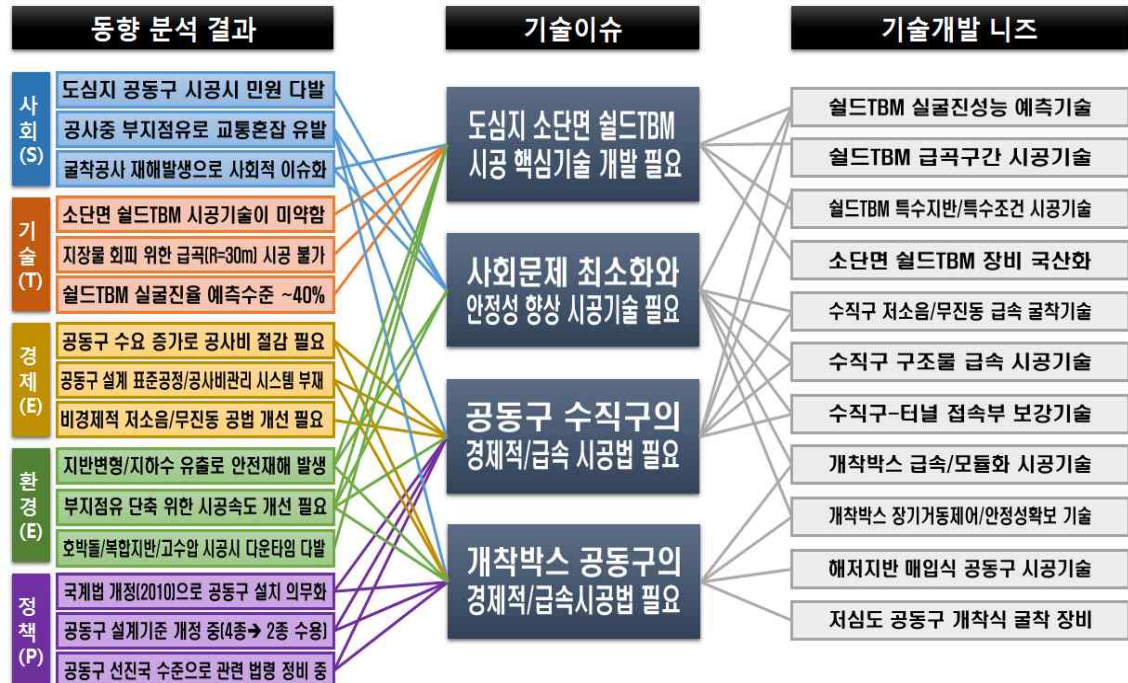 동향 분석 결과
기술이슈
기술개발 니즈
사회(S)
도심지 공동구 시공시 민원 다발
공사중 부지점유로 교통혼잡 유발
굴착공사 재해발생으로 사회적 이슈화
기술(T)
소단면 쉴드TBM 시공기술이 미약함
지장물 회피 위한 급곡(R=30m) 시공 불가
쉴드TBM 실굴진율 예측수준 ~40%
경제(E)
공동구 수요 증가로 공사비 절감 필요
공동구 설계 표준공정/공사비관리 시스템 부재
비경제적 저소음/무진동 공법 개선 필요
환경(E)
지반변형/지하수 유출로 안전재해 발생
부지점유 단축 위한 시공속도 개선 필요
호박돌/복합지반/고수압 시공시 다운타임 다발
정책(P)
국계법 개정(2010)으로 공동구 설치 의무화
공동구 설계기준 개정 중(4종➔ 2종 수용)
공동구 선진국 수준으로 관련 법령 정비 중
도심지 소단면 쉴드TBM
시공 핵심기술 개발 필요
사회문제 최소화와
안정성 향상 시공기술 필요
공동구 수직구의
경제적/급속 시공법 필요
개착박스 공동구의
경제적/급속시공법 필요
쉴드TBM 실굴진성능 예측기술
쉴드TBM 급곡구간 시공기술
쉴드TBM 특수지반/특수조건 시공기술
소단면 쉴드TBM 장비 국산화
수직구 저소음/무진동 급속 굴착기술
수직구 구조물 급속 시공기술
수직구-터널 접속부 보강기술
개착박스 급속/모듈화 시공기술
개착박스 장기거동제어/안정성확보 기술
해저지반 매입식 공동구 시공기술
저심도 공동구 개착식 굴착 장비